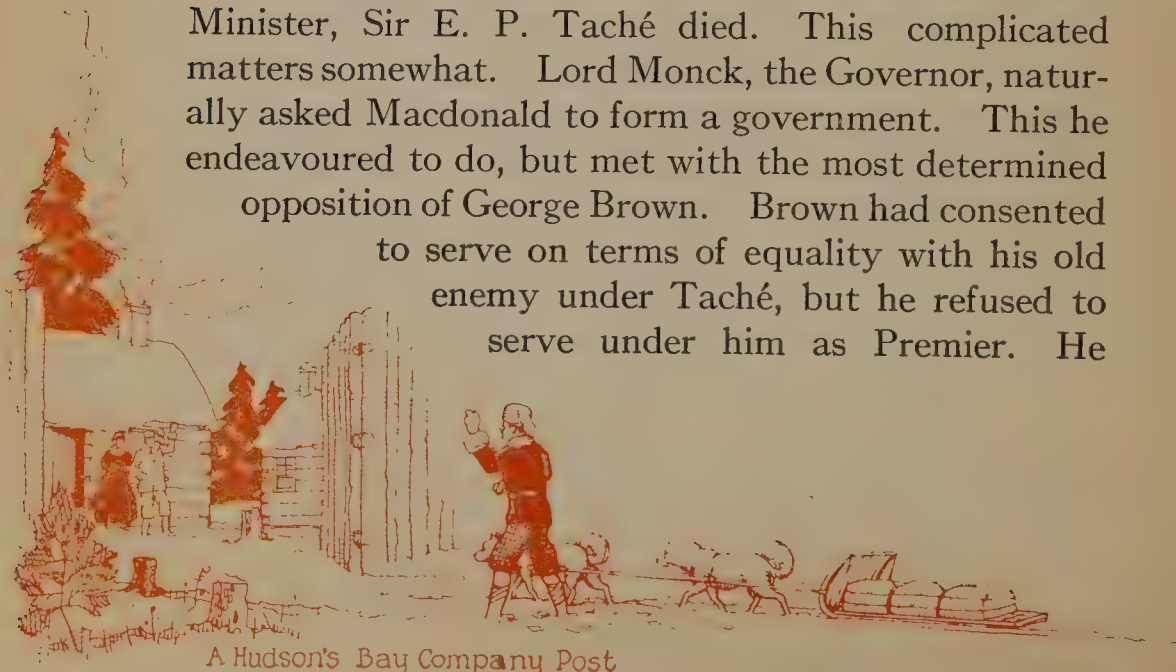 Minister, Sir E. P. Taché died. This complicated
matters somewhat. Lord Monck, the Governor, natur-
ally asked Macdonald to form a government. This he
endeavoured to do, but met with the most determined
opposition of George Brown. Brown had consented
to serve on terms of equality with his old
enemy under Taché, but he refused to
serve under him as Premier. He
A Hudson's Bay Company Post